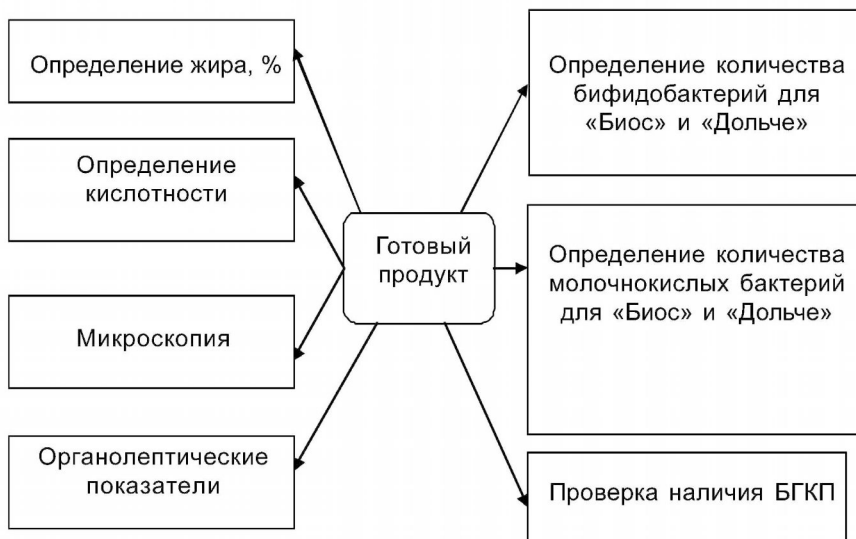 Определение жира, %
Определение
кислотности
Микроскопия
Органолептические
показатели
Готовый
продукт
Определение количества
бифидобактерий для
«Биос» и «Дольче»
Определение количества
молочнокислых бактерий
для «Биос» и «Дольче»
Проверка наличия БГКП